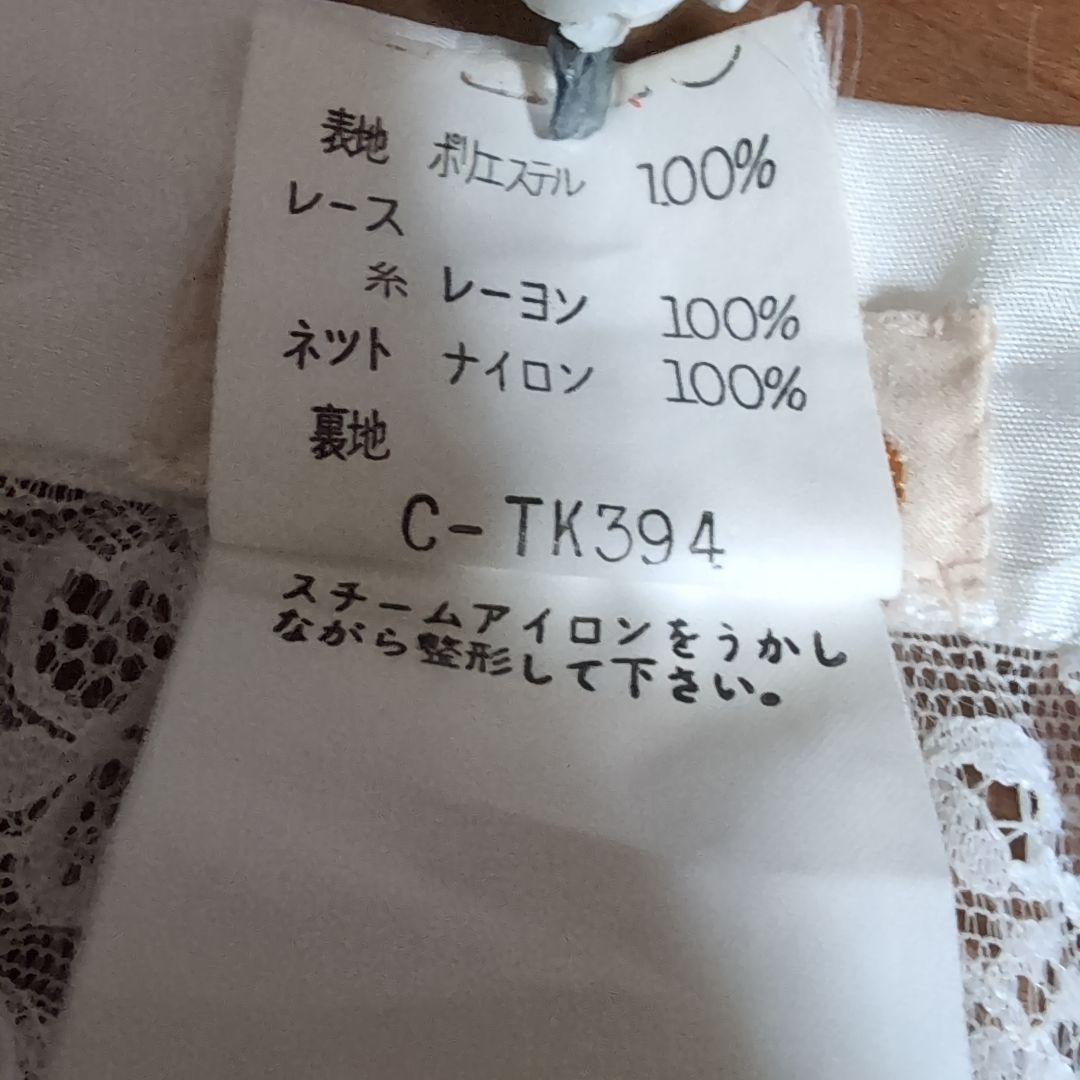 表地 ポリエステル 100%
レース
糸 レーヨン 100%
ネット ナイロン 100%
裏地
C-TK394
スチームアイロンをうかし
ながら整形して下さい。